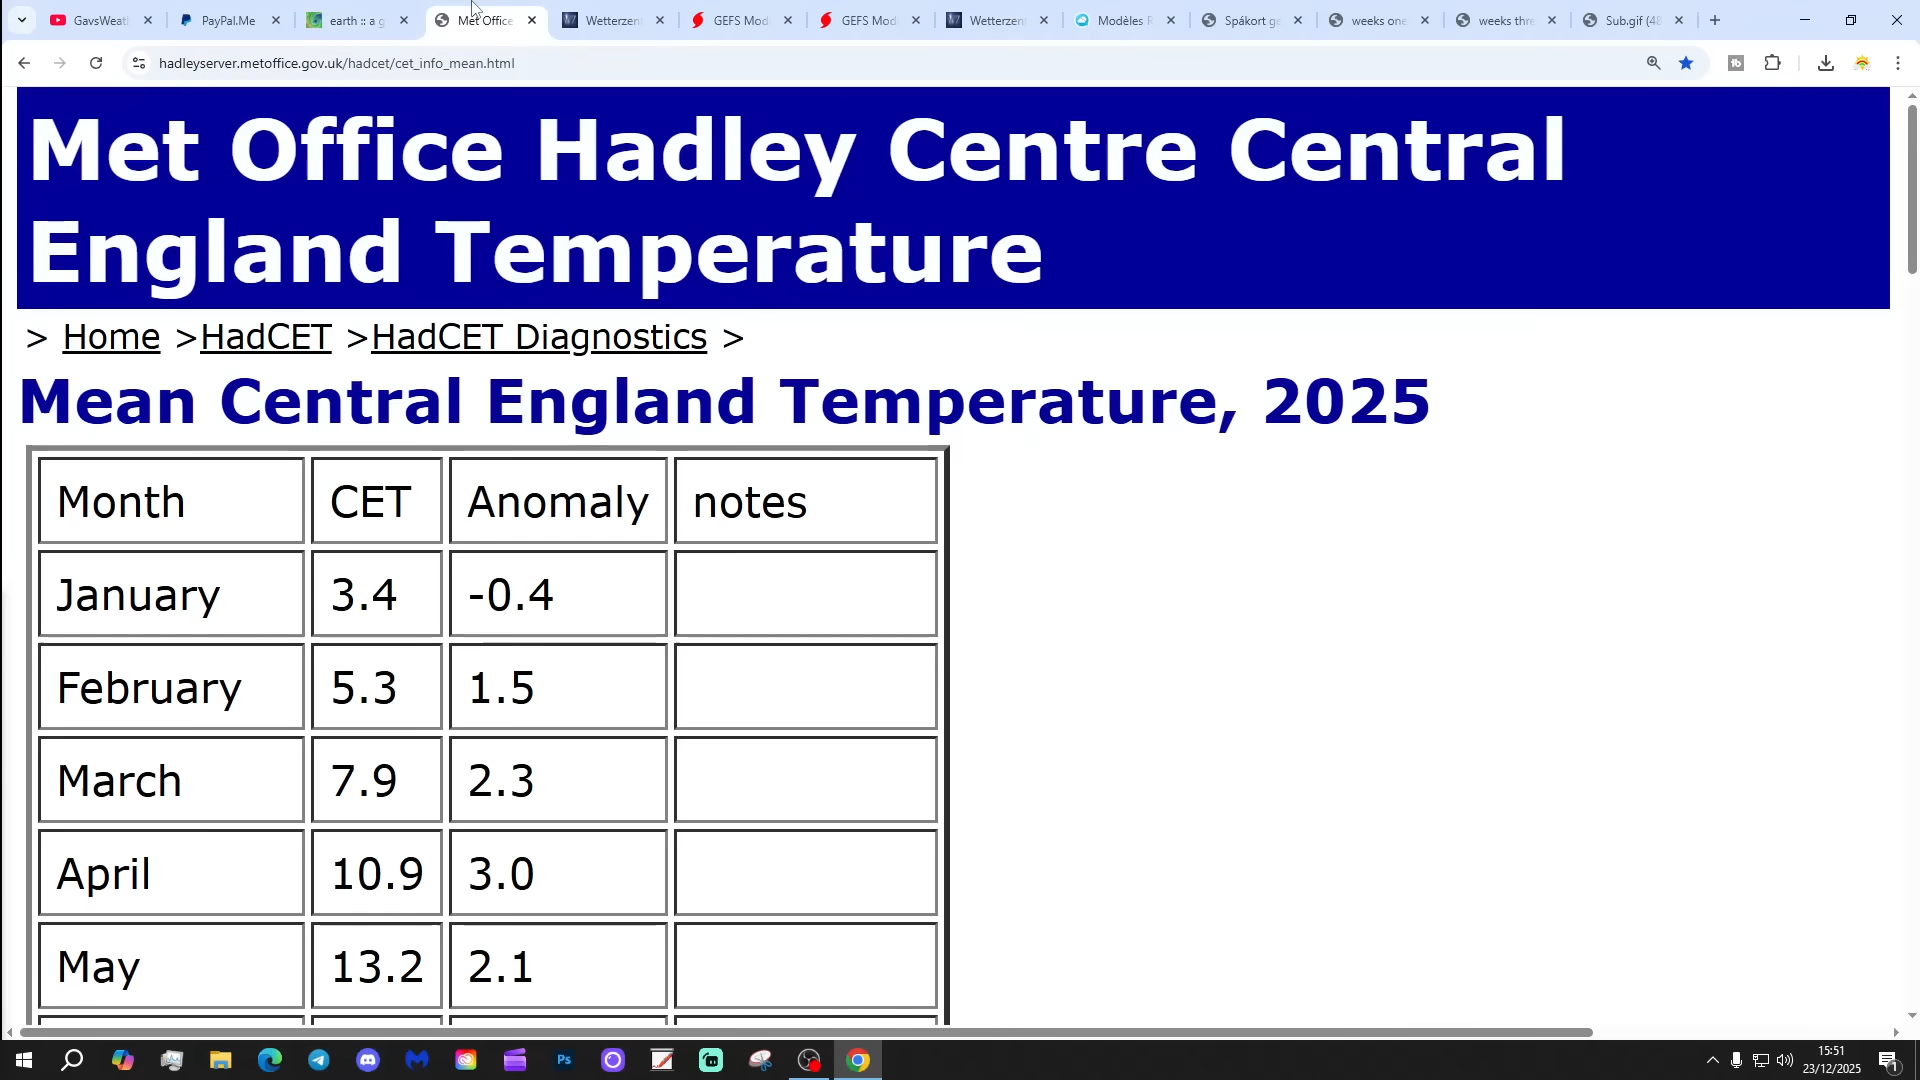 GavsWeath
PayPal.Me
earth :: a g
Met Office
Wetterzen
GEFS Mod
GEFS Mod
Wetterzen
Modèles
Spákort g
weeks one
weeks thr
Sub.gif (48
hadleyserver.metoffice.gov.uk/hadcet/cet_info_mean.html
Met Office Hadley Centre Central
England Temperature
> Home >HadCET >HadCET Diagnostics >
Mean Central England Temperature, 2025
Month CET Anomaly notes
January 3.4 -0.4
February 5.3 1.5
March 7.9 2.3
April 10.9 3.0
May 13.2 2.1
Ps
15:51
23/12/2025
1